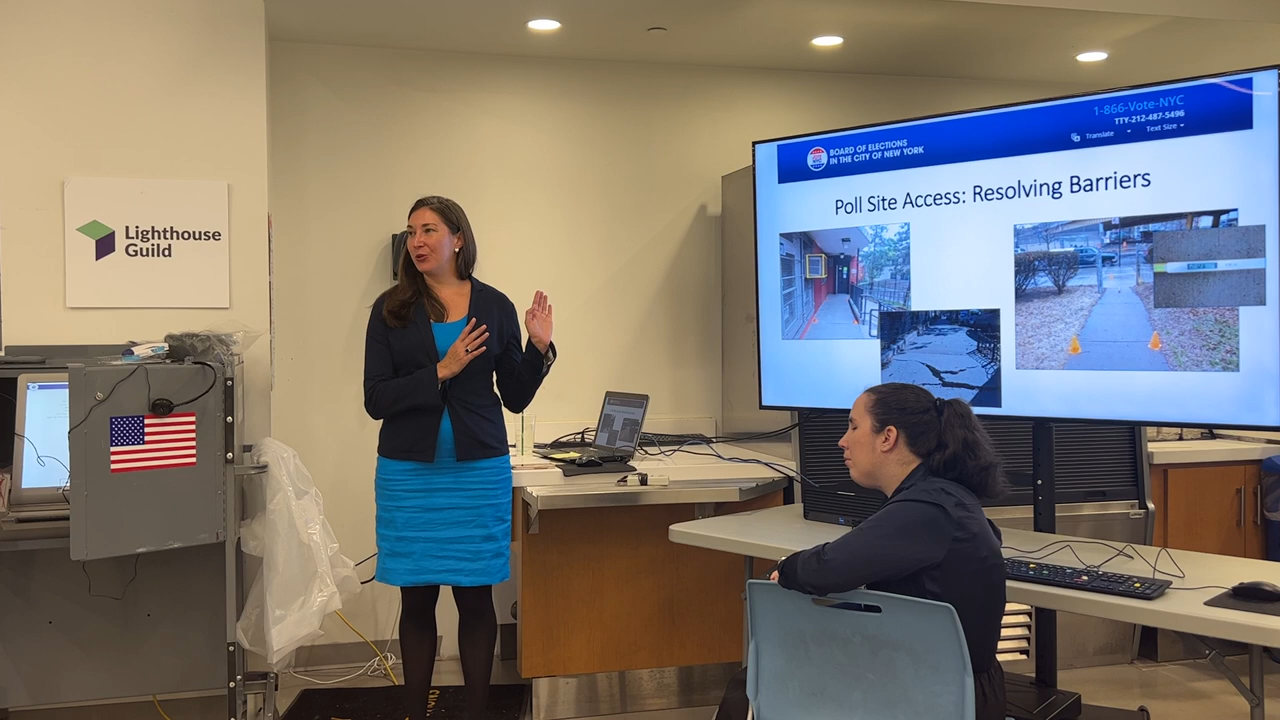 Lighthouse
Guild
1-866-Vote-NYC
TTY-212-487-5496
Translate
Text Size
BOARD OF ELECTIONS
IN THE CITY OF NEW YORK
Poll Site Access: Resolving Barriers